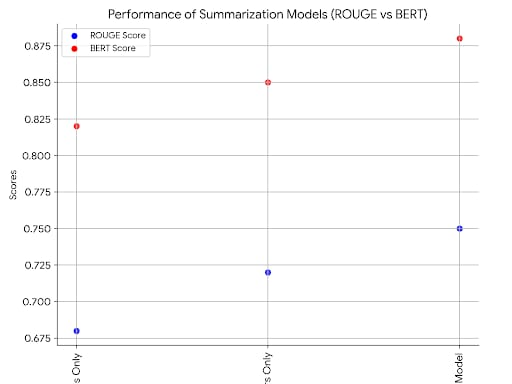 Performance of Summarization Models (ROUGE vs BERT)
ROUGE Score
BERT Score
0.875
0.850
0.825
0.800
0.775
0.750
0.725
0.700
0.675
Scores
s Only
rs Only
Model